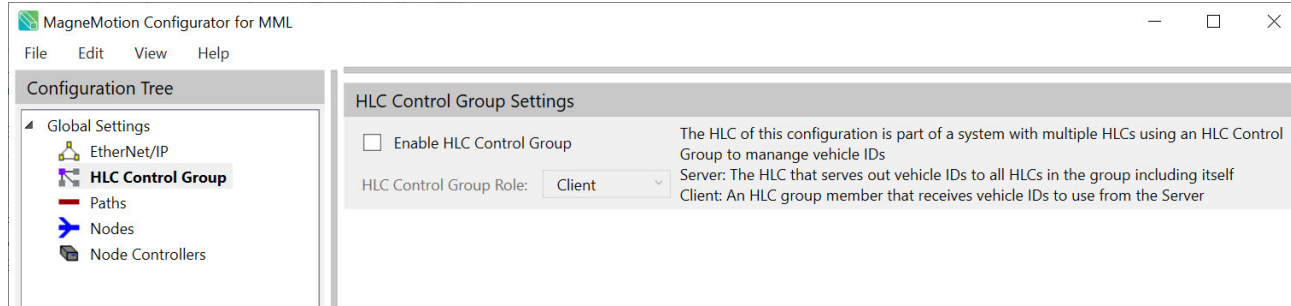 MagneMotion Configurator for MML
File Edit View Help
Configuration Tree
Global Settings
EtherNet/IP
HLC Control Group
Paths
Nodes
Node Controllers
HLC Control Group Settings
Enable HLC Control Group
HLC Control Group Role: Client
The HLC of this configuration is part of a system with multiple HLCs using an HLC Control
Group to manange vehicle IDs
Server: The HLC that serves out vehicle IDs to all HLCs in the group including itself
Client: An HLC group member that receives vehicle IDs to use from the Server